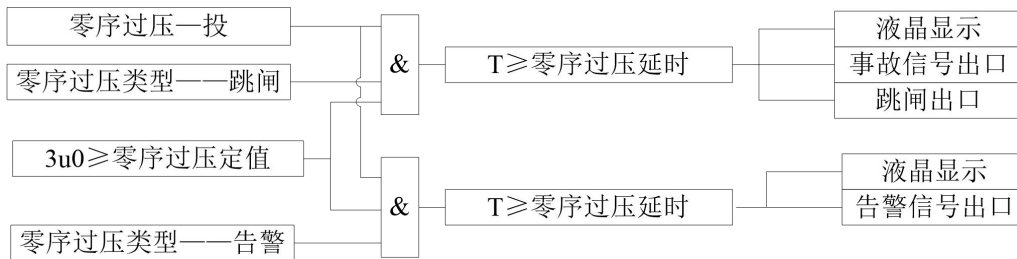 零序过压—投
零序过压类型——跳闸
3u0≥零序过压定值
零序过压类型——告警
&
&
T≥零序过压延时
T≥零序过压延时
液晶显示
事故信号出口
跳闸出口
液晶显示
告警信号出口